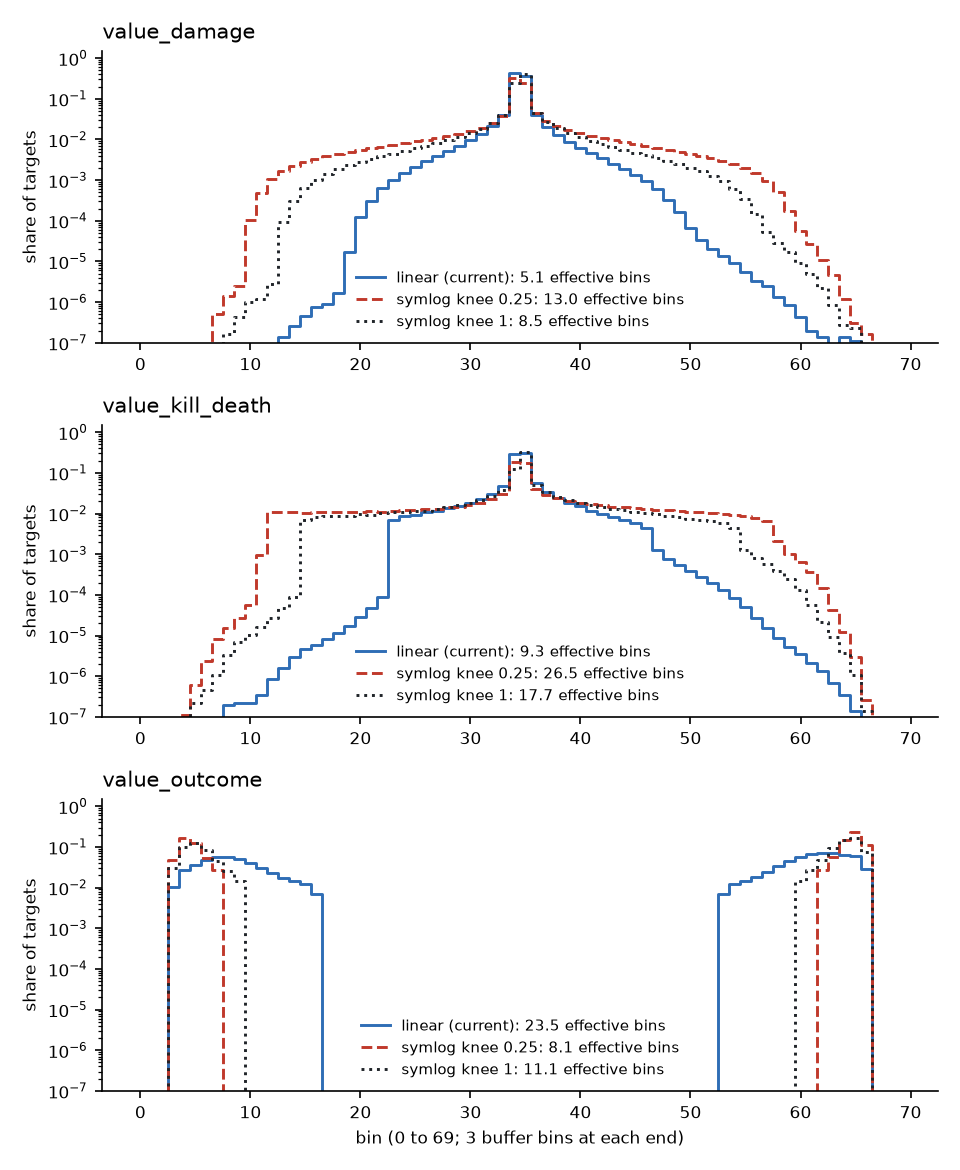 value_damage
share of targets
10⁰
10⁻¹
10⁻²
10⁻³
10⁻⁴
10⁻⁵
10⁻⁶
10⁻⁷
linear (current): 5.1 effective bins
symlog knee 0.25: 13.0 effective bins
symlog knee 1: 8.5 effective bins
0 10 20 30 40 50 60 70
value_kill_death
share of targets
10⁰
10⁻¹
10⁻²
10⁻³
10⁻⁴
10⁻⁵
10⁻⁶
10⁻⁷
linear (current): 9.3 effective bins
symlog knee 0.25: 26.5 effective bins
symlog knee 1: 17.7 effective bins
0 10 20 30 40 50 60 70
value_outcome
share of targets
10⁰
10⁻¹
10⁻²
10⁻³
10⁻⁴
10⁻⁵
10⁻⁶
10⁻⁷
linear (current): 23.5 effective bins
symlog knee 0.25: 8.1 effective bins
symlog knee 1: 11.1 effective bins
0 10 20 30 40 50 60 70
bin (0 to 69; 3 buffer bins at each end)